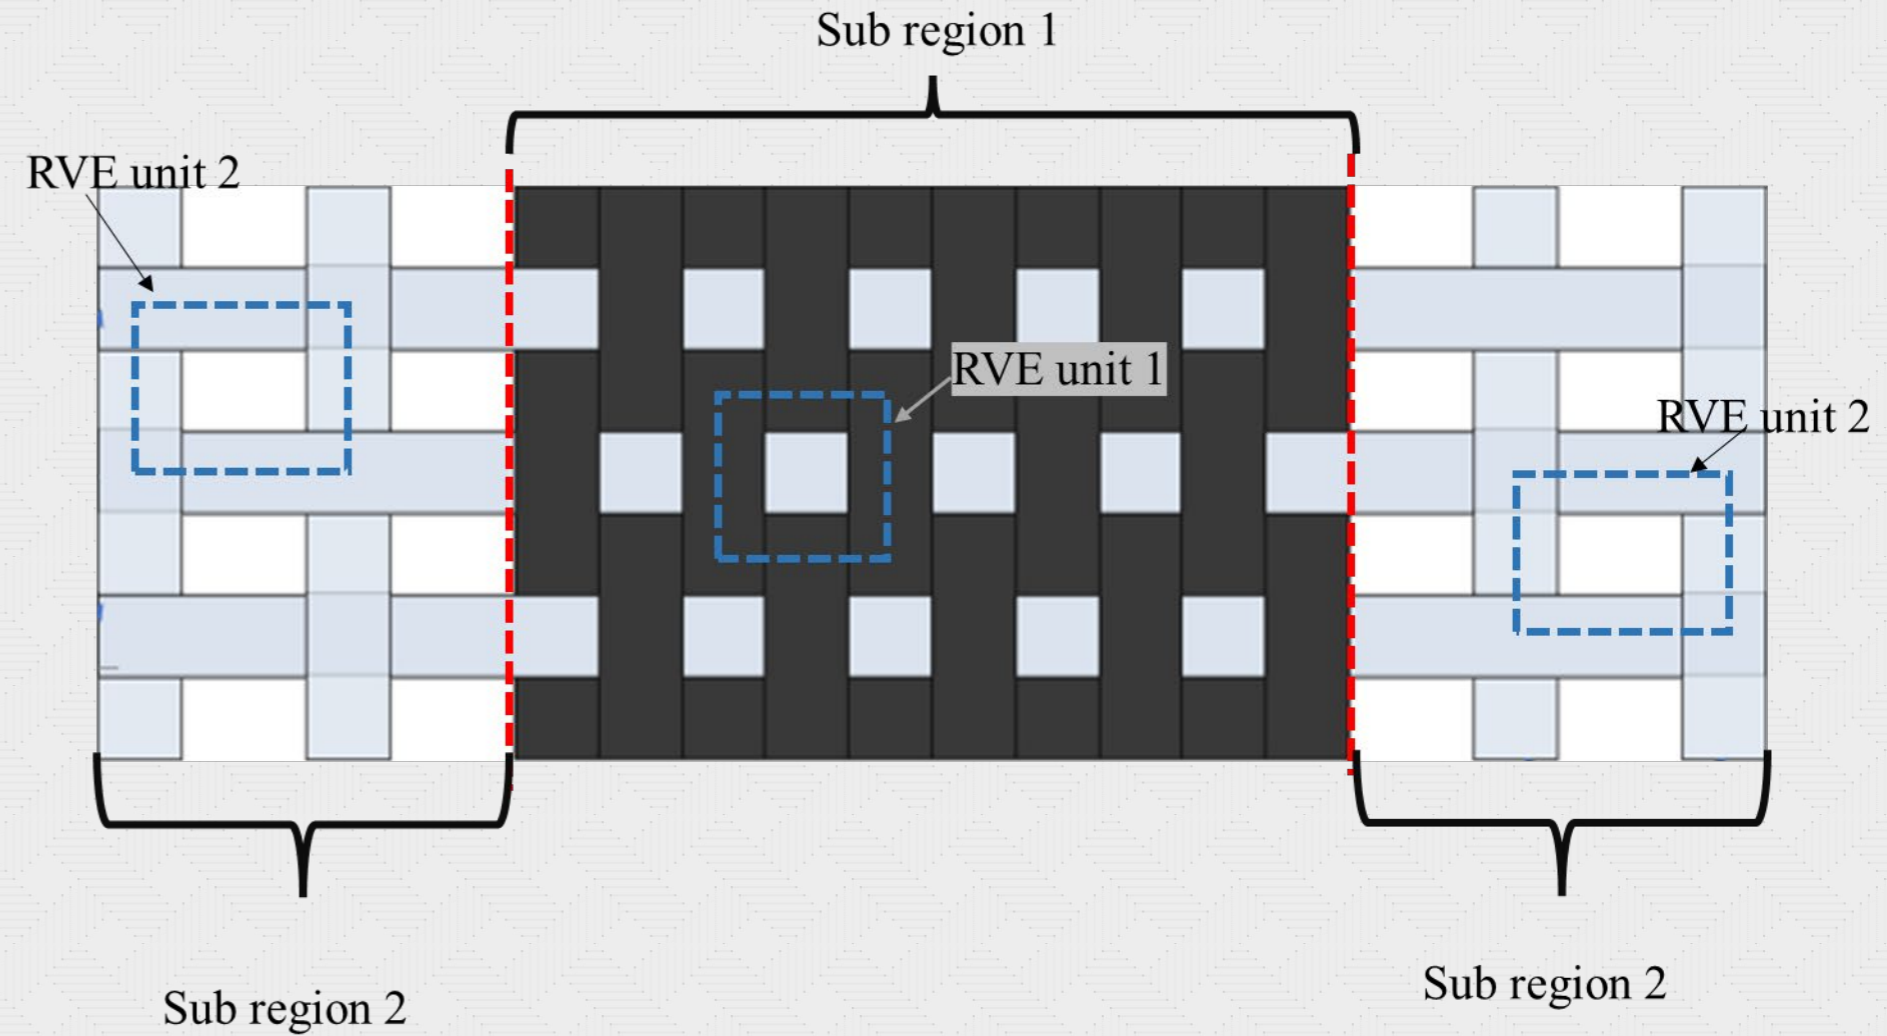 Sub region 1
RVE unit 2
RVE unit 1
RVE unit 2
Sub region 2
Sub region 2